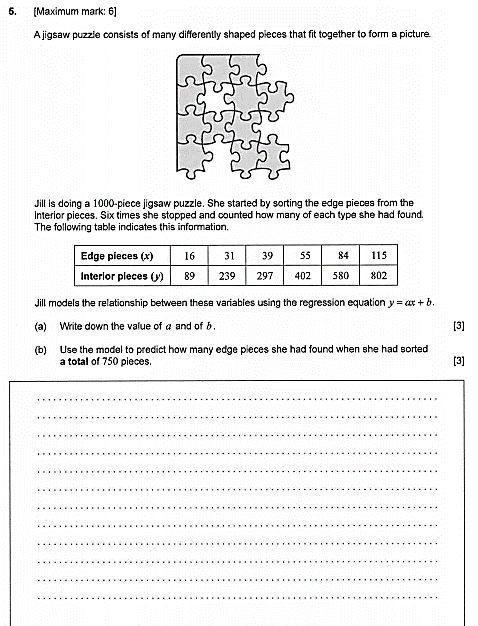 5. [Maximum mark: 6]
A jigsaw puzzle consists of many differently shaped pieces that fit together to form a picture.
Jill is doing a 1000-piece jigsaw puzzle. She started by sorting the edge pieces from the
interior pieces. Six times she stopped and counted how many of each type she had found.
The following table indicates this information.
Edge pieces (x) 16 31 39 55 84 115
Interior pieces (y) 89 239 297 402 580 802
Jill models the relationship between these variables using the regression equation y = ax + b.
(a) Write down the value of a and of b. [3]
(b) Use the model to predict how many edge pieces she had found when she had sorted
a total of 750 pieces. [3]